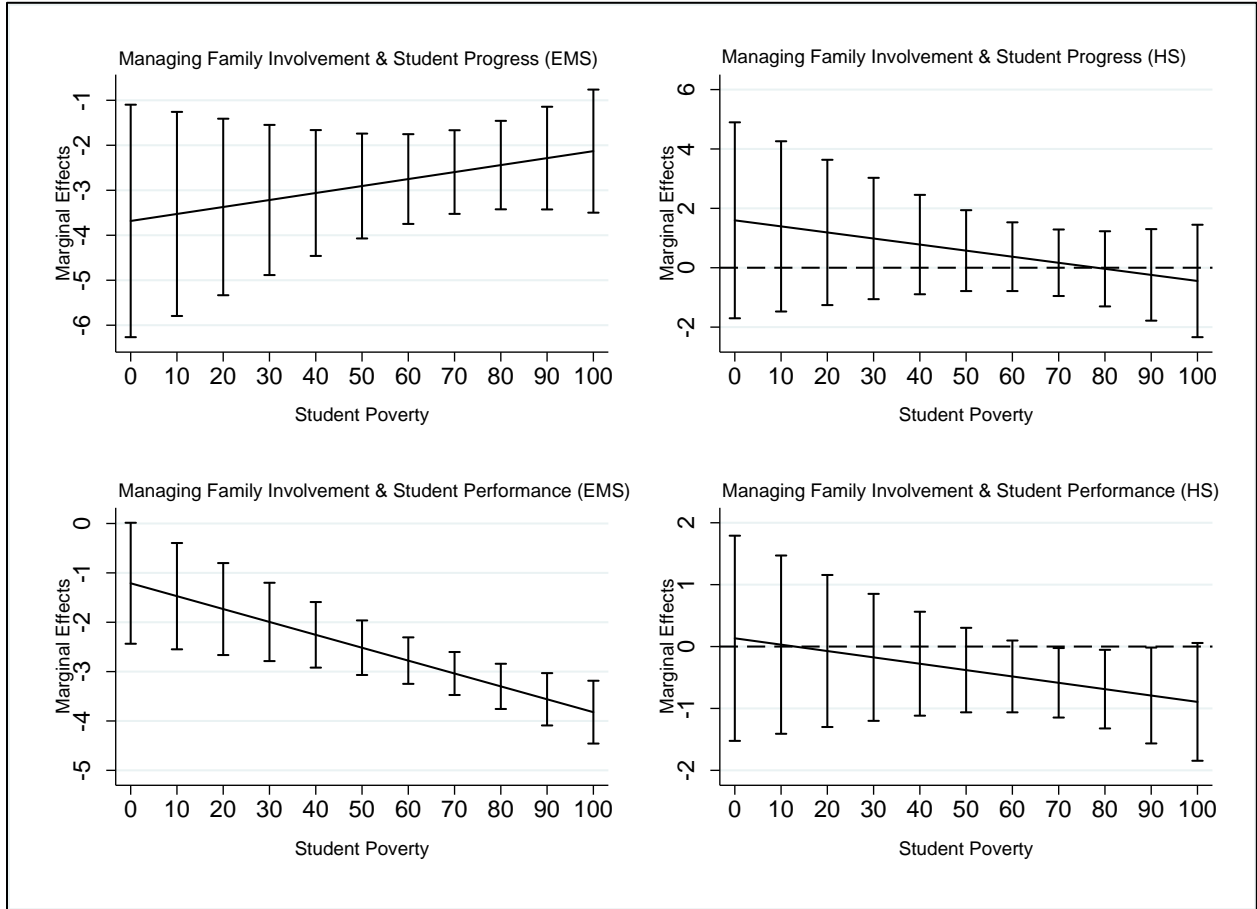 Managing Family Involvement & Student Progress (EMS)
Marginal Effects
-1
-2
-3
-4
-5
-6
0 10 20 30 40 50 60 70 80 90 100
Student Poverty
Managing Family Involvement & Student Progress (HS)
Marginal Effects
6
4
2
0
-2
0 10 20 30 40 50 60 70 80 90 100
Student Poverty
Managing Family Involvement & Student Performance (EMS)
Marginal Effects
0
-1
-2
-3
-4
-5
0 10 20 30 40 50 60 70 80 90 100
Student Poverty
Managing Family Involvement & Student Performance (HS)
Marginal Effects
2
1
0
-1
-2
0 10 20 30 40 50 60 70 80 90 100
Student Poverty